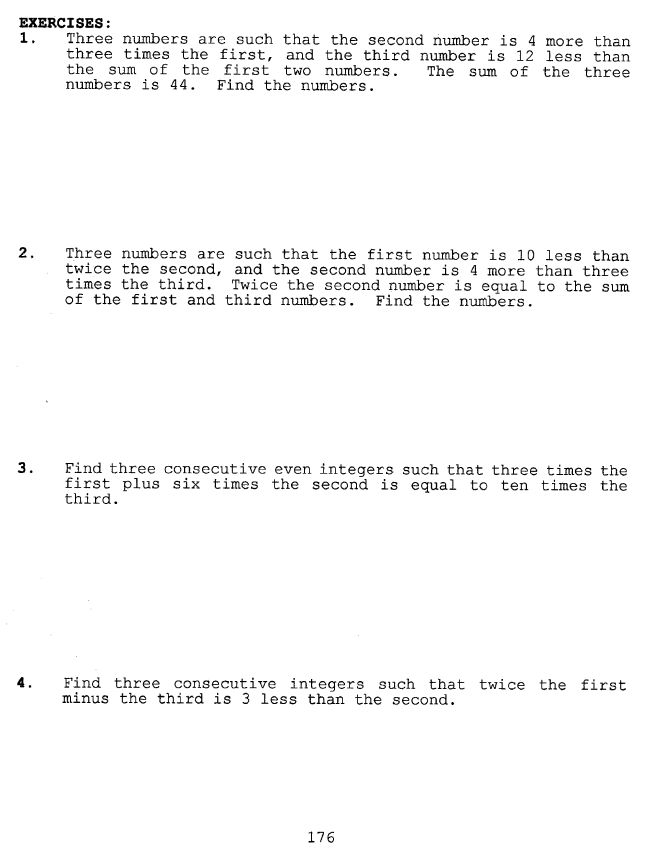 EXERCISES:
1. Three numbers are such that the second number is 4 more than
three times the first, and the third number is 12 less than
the sum of the first two numbers. The sum of the three
numbers is 44. Find the numbers.
2. Three numbers are such that the first number is 10 less than
twice the second, and the second number is 4 more than three
times the third. Twice the second number is equal to the sum
of the first and third numbers. Find the numbers.
3. Find three consecutive even integers such that three times the
first plus six times the second is equal to ten times the
third.
4. Find three consecutive integers such that twice the first
minus the third is 3 less than the second.
176